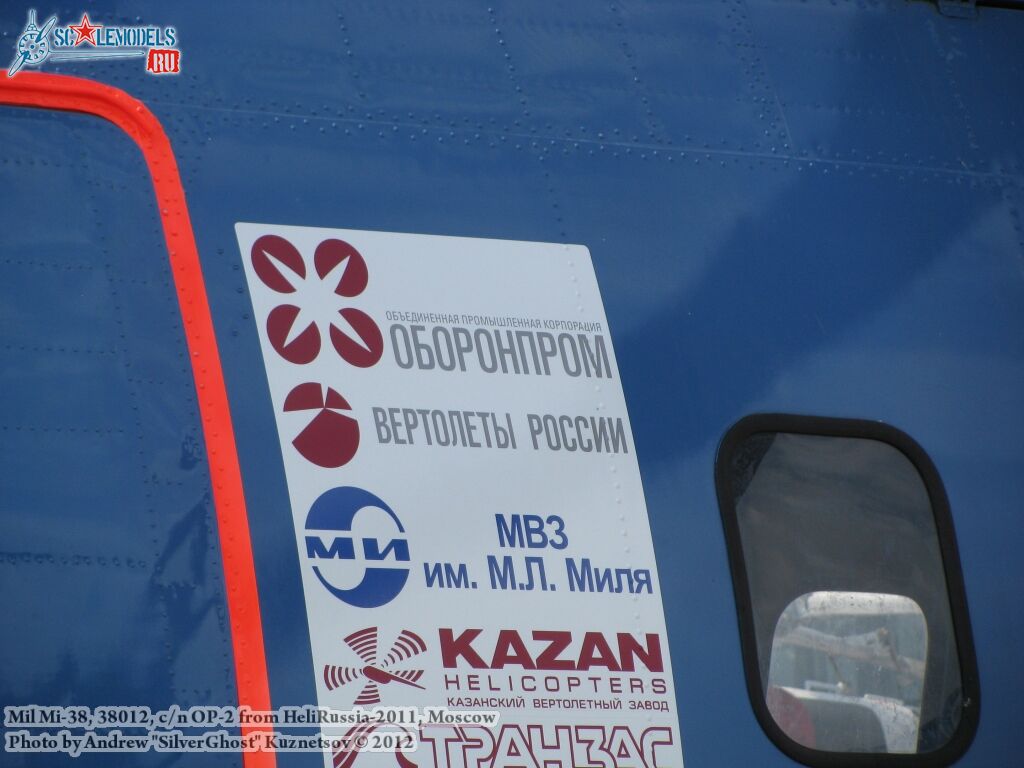 SCALEMODELS
.RU
ОБЪЕДИНЕННАЯ ПРОМЫШЛЕННАЯ КОРПОРАЦИЯ
ОБОРОНПРОМ
ВЕРТОЛЕТЫ РОССИИ
МИ
МВЗ
им. М.Л. Миля
KAZAN
HELICOPTERS
КАЗАНСКИЙ ВЕРТОЛЕТНЫЙ ЗАВОД
ТРАНЗАС
Mil Mi-38, 38012, c/n OP-2 from HeliRussia-2011, Moscow
Photo by Andrew "SilverGhost" Kuznetsov © 2012